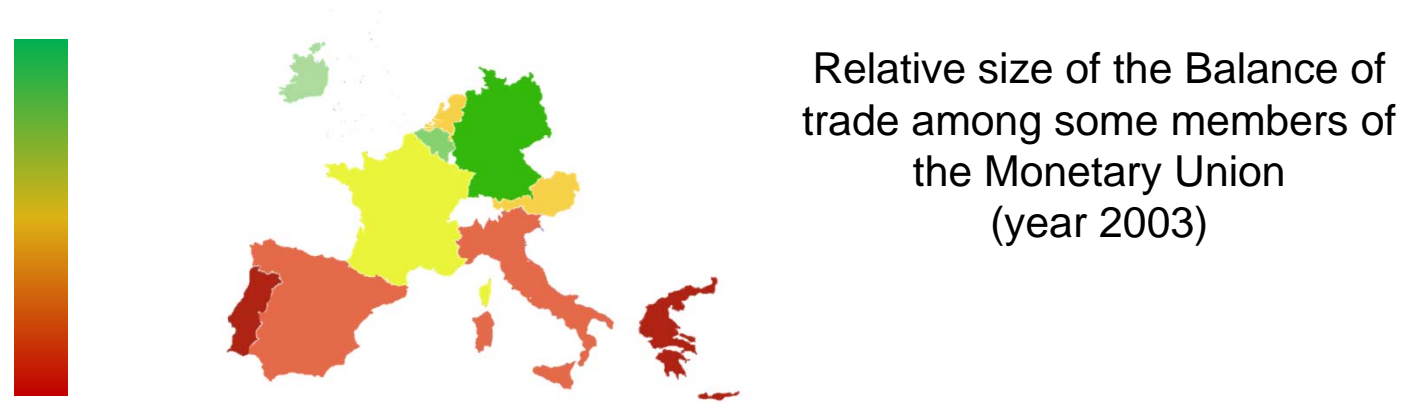 Relative size of the Balance of
trade among some members of
the Monetary Union
(year 2003)